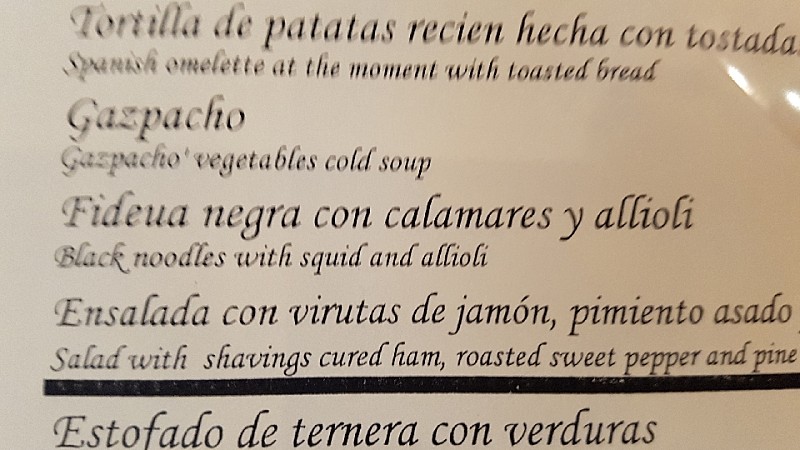 Tortilla de patatas recien hecha con tostada
Spanish omelette at the moment with toasted bread
Gazpacho
Gazpacho' vegetables cold soup
Fideua negra con calamares y allioli
Black noodles with squid and allioli
Ensalada con virutas de jamón, pimiento asado
Salad with shavings cured ham, roasted sweet pepper and pine
Estofado de ternera con verduras